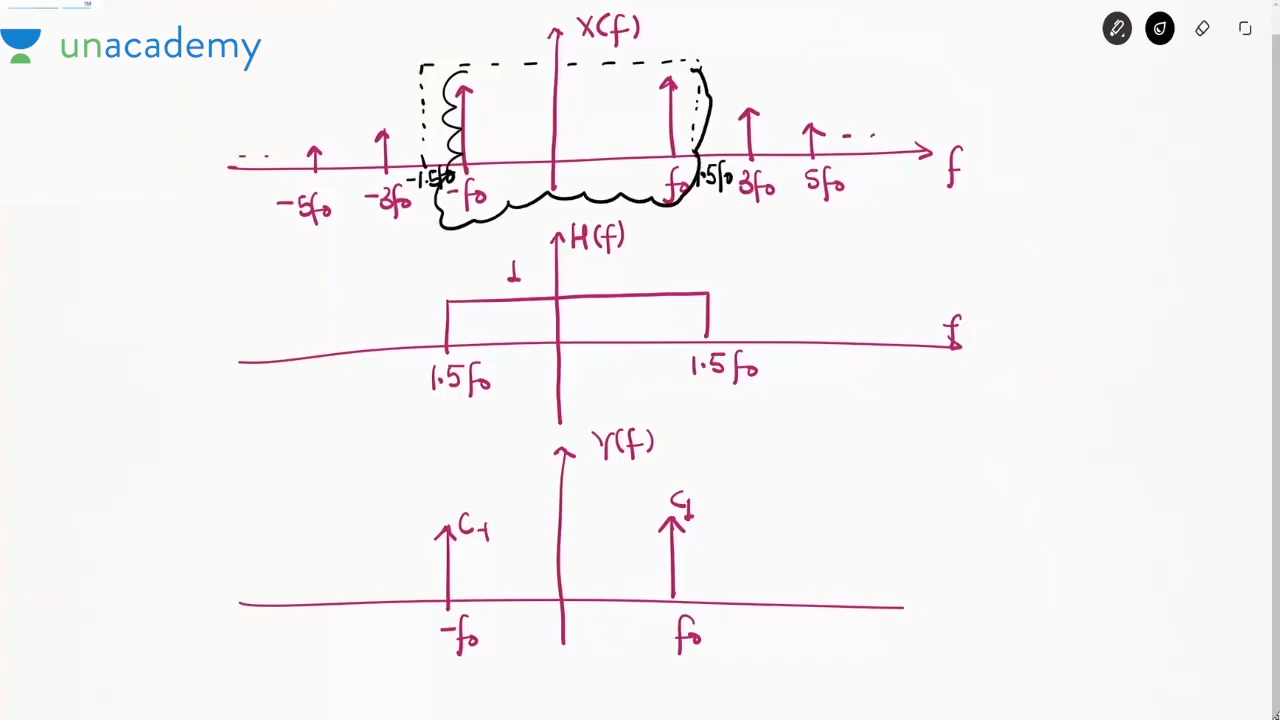 unacademy
X(f)
-5f₀ -3f₀ -1.5f₀ -f₀ f₀ 1.5f₀ 3f₀ 5f₀ f
H(f)
1
f
1.5f₀ 1.5f₀
Y(f)
C₋₁ C₁
-f₀ f₀